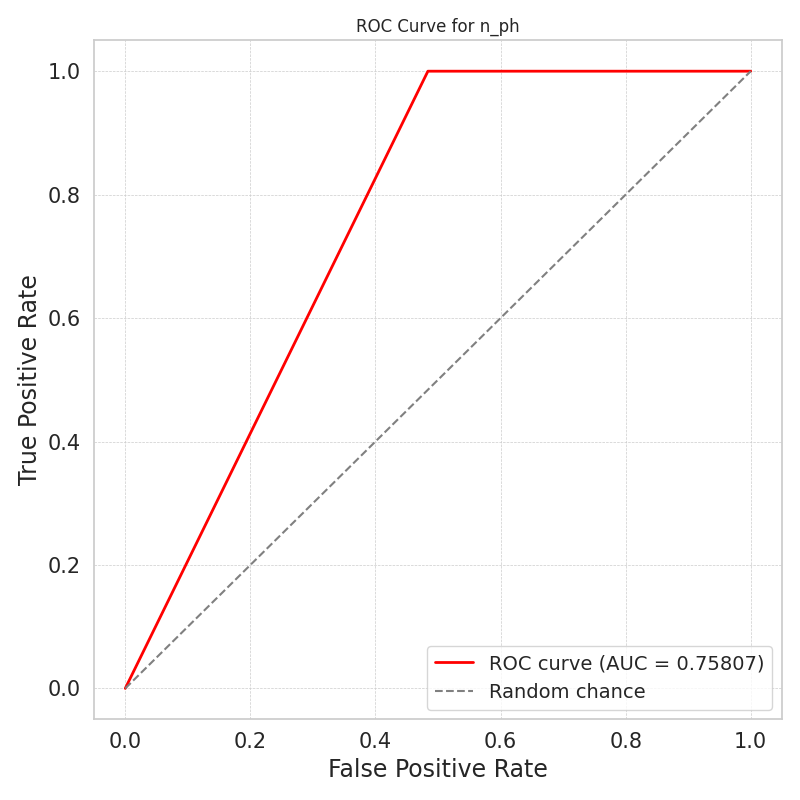 ROC Curve for n_ph
1.0
0.8
0.6
0.4
0.2
0.0
True Positive Rate
ROC curve (AUC = 0.75807)
Random chance
0.0 0.2 0.4 0.6 0.8 1.0
False Positive Rate